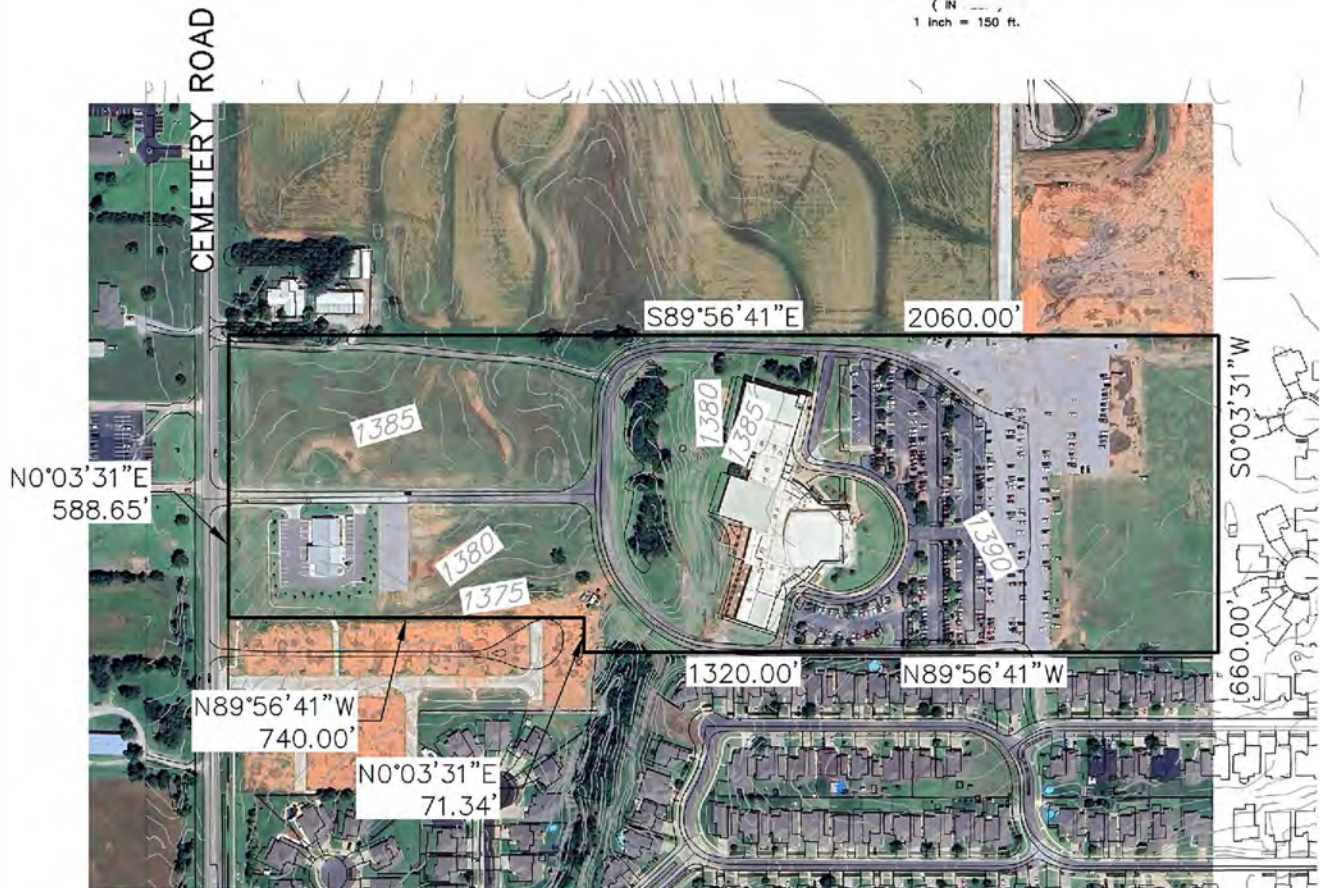 ( IN
1 inch = 150 ft.
CEMETERY ROAD
S89°56'41"E
2060.00'
S0°03'31"W
660.00'
1385
1380
1385
N0°03'31"E
588.65'
1390
1380
1375
1320.00'
N89°56'41"W
N89°56'41"W
740.00'
N0°03'31"E
71.34'